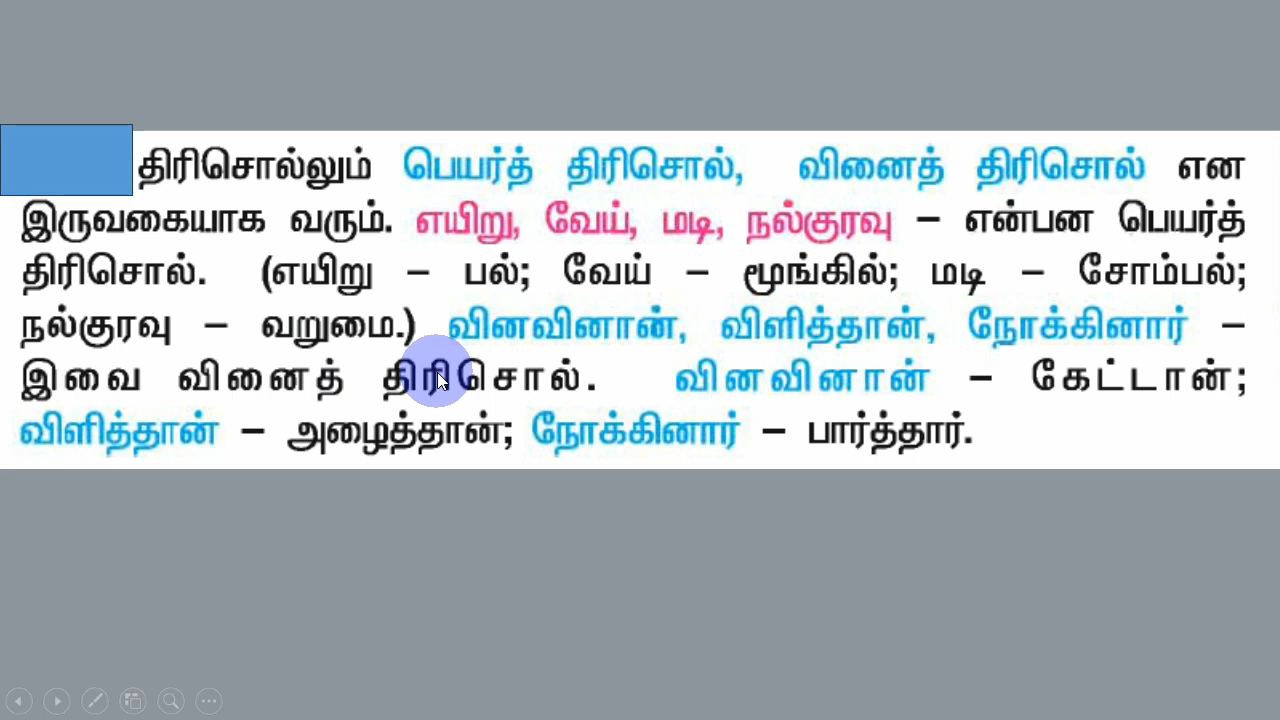 திரிசொல்லும் பெயர்த் திரிசொல், வினைத் திரிசொல் என
இருவகையாக வரும். எயிறு, வேய், மடி, நல்குரவு – என்பன பெயர்த்
திரிசொல். (எயிறு – பல்; வேய் – மூங்கில்; மடி – சோம்பல்;
நல்குரவு – வறுமை.) வினவினான், விளித்தான், நோக்கினார் –
இவை வினைத் திரிசொல். வினவினான் – கேட்டான்;
விளித்தான் – அழைத்தான்; நோக்கினார் – பார்த்தார்.